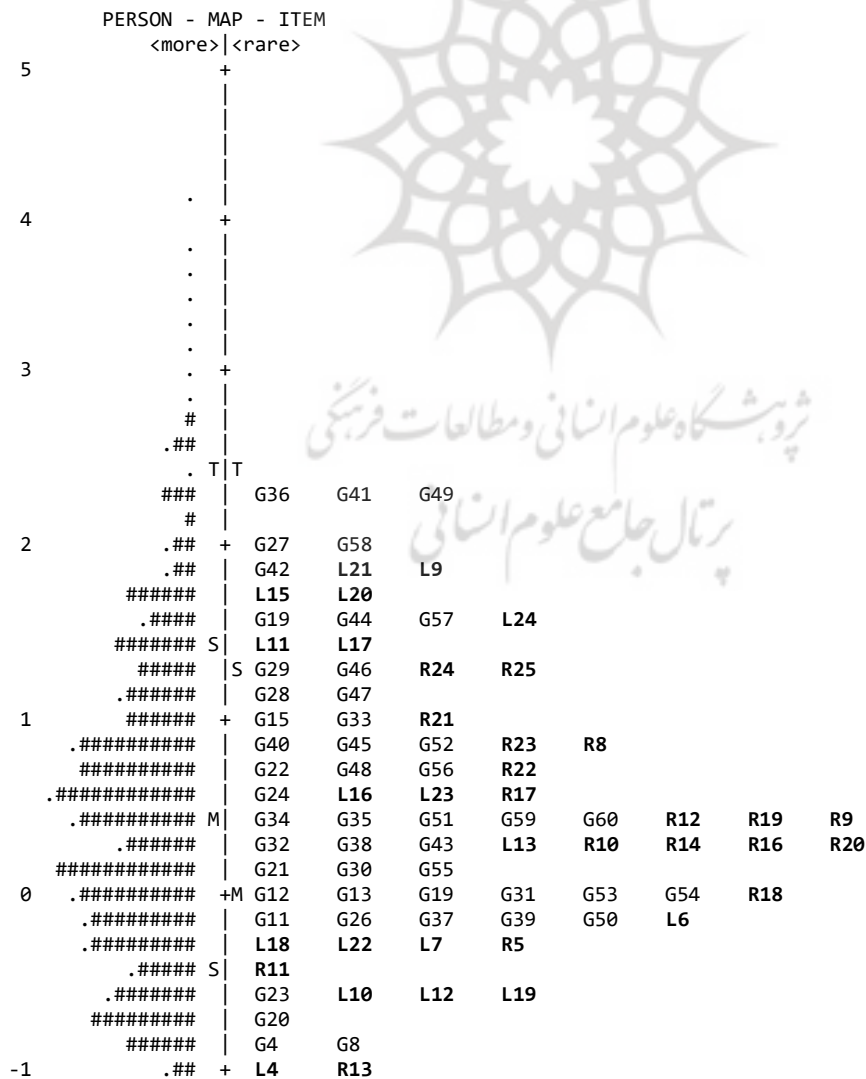 PERSON - MAP - ITEM
<more>|<rare>
5 +
|
|
|
|
. |
4 +
. |
. |
. |
. |
. |
3 . +
. |
# |
.## |
. T|T
### | G36 G41 G49
# |
2 .## + G27 G58
.## | G42 L21 L9
###### | L15 L20
.#### | G19 G44 G57 L24
####### S| L11 L17
##### |S G29 G46 R24 R25
.###### | G28 G47
1 ###### + G15 G33 R21
.########## | G40 G45 G52 R23 R8
########## | G22 G48 G56 R22
.############ | G24 L16 L23 R17
.########## M| G34 G35 G51 G59 G60 R12 R19 R9
.###### | G32 G38 G43 L13 R10 R14 R16 R20
############ | G21 G30 G55
0 .########## +M G12 G13 G19 G31 G53 G54 R18
.######### | G11 G26 G37 G39 G50 L6
.######### | L18 L22 L7 R5
.##### S| R11
.####### | G23 L10 L12 L19
######### | G20
###### | G4 G8
-1 .## + L4 R13
پژوهشگاه علوم انسانی و مطالعات فرهنگی
پرتال جامع علوم انسانی